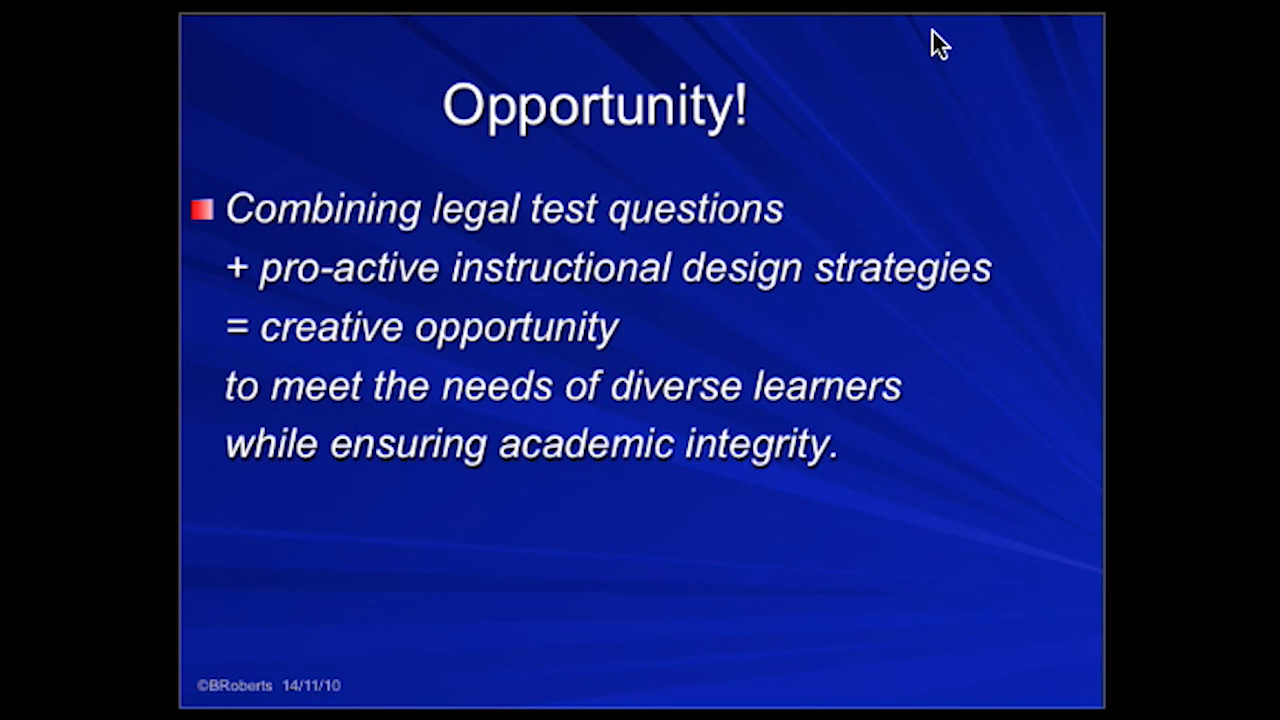 Opportunity!
Combining legal test questions
+ pro-active instructional design strategies
= creative opportunity
to meet the needs of diverse learners
while ensuring academic integrity.
©BRoberts 14/11/10